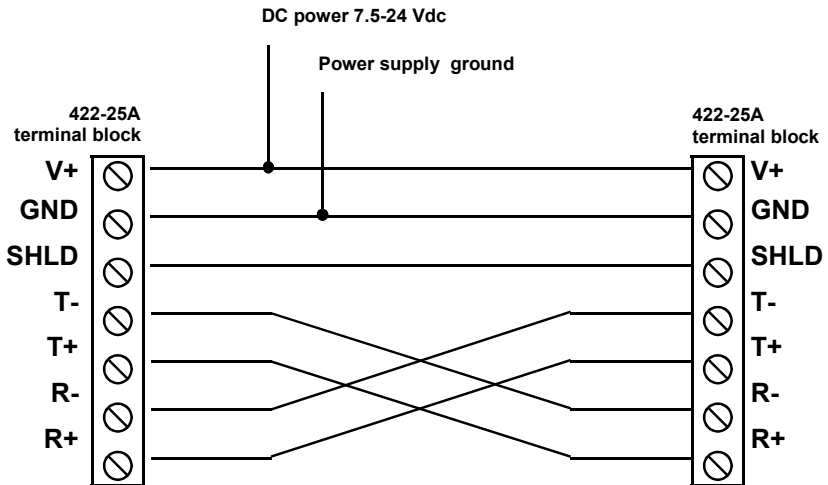 DC power 7.5-24 Vdc
Power supply ground
422-25A
terminal block
V+
GND
SHLD
T-
T+
R-
R+
422-25A
terminal block
V+
GND
SHLD
T-
T+
R-
R+